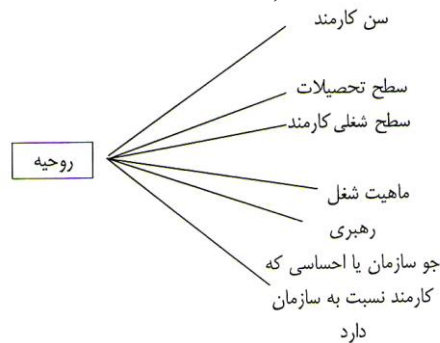 سن کارمند
سطح تحصیلات
سطح شغلی کارمند
روحیه
ماهیت شغل
رهبری
جو سازمان یا احساسی که
کارمند نسبت به سازمان
دارد